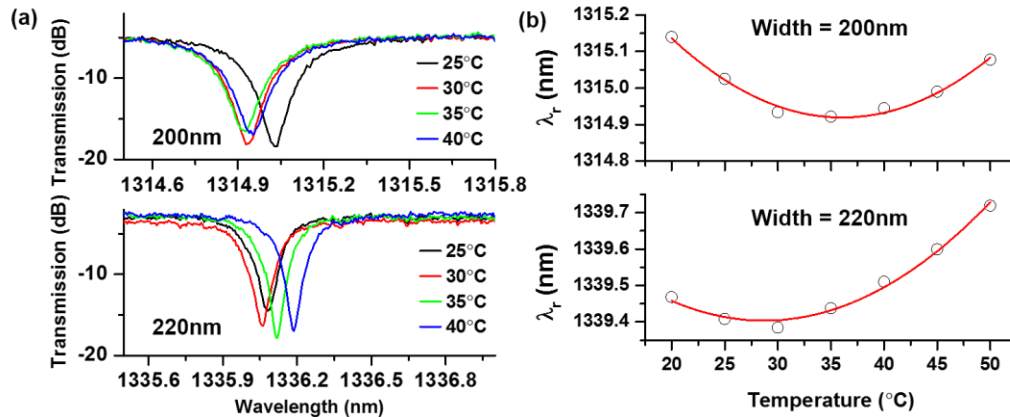 (a)
Transmission (dB)
-10
-20
200nm
25°C
30°C
35°C
40°C
1314.6 1314.9 1315.2 1315.5 1315.8
Transmission (dB)
-10
-20
220nm
25°C
30°C
35°C
40°C
1335.6 1335.9 1336.2 1336.5 1336.8
Wavelength (nm)
(b)
λr (nm)
1315.2
1315.1
1315.0
1314.9
1314.8
Width = 200nm
λr (nm)
1339.7
1339.6
1339.5
1339.4
Width = 220nm
20 25 30 35 40 45 50
Temperature (°C)